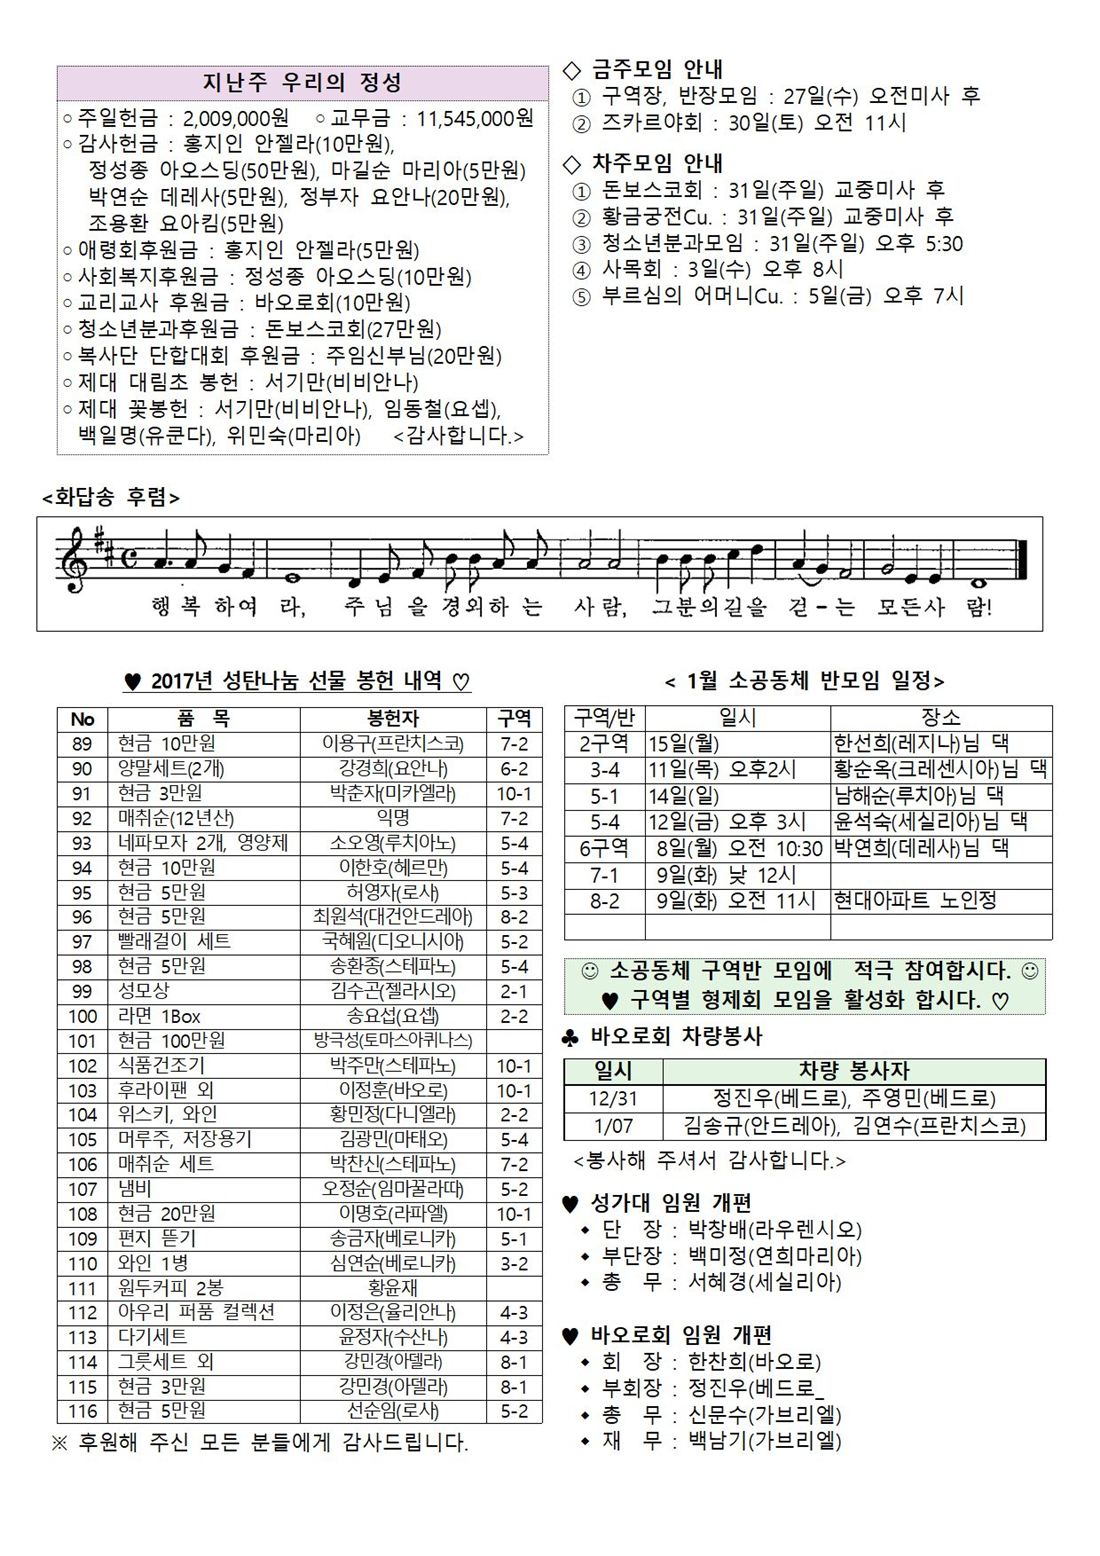 지난주 우리의 정성
○ 주일헌금 : 2,009,000원 ○ 교무금 : 11,545,000원
○ 감사헌금 : 홍지인 안젤라(10만원),
정성종 아오스딩(50만원), 마길순 마리아(5만원)
박연순 데레사(5만원), 정부자 요안나(20만원),
조용환 요아킴(5만원)
○ 애령회후원금 : 홍지인 안젤라(5만원)
○ 사회복지후원금 : 정성종 아오스딩(10만원)
○ 교리교사 후원금 : 바오로회(10만원)
○ 청소년분과후원금 : 돈보스코회(27만원)
○ 복사단 단합대회 후원금 : 주임신부님(20만원)
○ 제대 대림초 봉헌 : 서기만(비비안나)
○ 제대 꽃봉헌 : 서기만(비비안나), 임동철(요셉),
백일명(유쿤다), 위민숙(마리아) <감사합니다.>
◇ 금주모임 안내
① 구역장, 반장모임 : 27일(수) 오전미사 후
② 즈카르야회 : 30일(토) 오전 11시
◇ 차주모임 안내
① 돈보스코회 : 31일(주일) 교중미사 후
② 황금궁전Cu. : 31일(주일) 교중미사 후
③ 청소년분과모임 : 31일(주일) 오후 5:30
④ 사목회 : 3일(수) 오후 8시
⑤ 부르심의 어머니Cu. : 5일(금) 오후 7시
<화답송 후렴>
행 복 하여 라, 주 님 을 경외하 는 사 람, 그분의길을 걷 - 는 모든사 람!
♥ 2017년 성탄나눔 선물 봉헌 내역 ♡
No 품 목 봉헌자 구역
89 현금 10만원 이용구(프란치스코) 7-2
90 양말세트(2개) 강경희(요안나) 6-2
91 현금 3만원 박춘자(미카엘라) 10-1
92 매취순(12년산) 익명 7-2
93 네파모자 2개, 영양제 소오영(루치아노) 5-4
94 현금 10만원 이한호(헤르만) 5-4
95 현금 5만원 허영자(로사) 5-3
96 현금 5만원 최원석(대건안드레아) 8-2
97 빨래걸이 세트 국혜원(디오니시아) 5-2
98 현금 5만원 송환종(스테파노) 5-4
99 성모상 김수곤(젤라시오) 2-1
100 라면 1Box 송요섭(요셉) 2-2
101 현금 100만원 방극성(토마스아퀴나스)
102 식품건조기 박주만(스테파노) 10-1
103 후라이팬 외 이정훈(바오로) 10-1
104 위스키, 와인 황민정(다니엘라) 2-2
105 머루주, 저장용기 김광민(마태오) 5-4
106 매취순 세트 박찬신(스테파노) 7-2
107 냄비 오정순(임마꿀라따) 5-2
108 현금 20만원 이명호(라파엘) 10-1
109 편지 뜯기 송금자(베로니카) 5-1
110 와인 1병 심연순(베로니카) 3-2
111 원두커피 2봉 황윤재
112 아우리 퍼품 컬렉션 이정은(율리안나) 4-3
113 다기세트 윤정자(수산나) 4-3
114 그릇세트 외 강민경(아델라) 8-1
115 현금 3만원 강민경(아델라) 8-1
116 현금 5만원 선순임(로사) 5-2
※ 후원해 주신 모든 분들에게 감사드립니다.
< 1월 소공동체 반모임 일정>
구역/반 일시 장소
2구역 15일(월) 한선희(레지나)님 댁
3-4 11일(목) 오후2시 황순옥(크레센시아)님 댁
5-1 14일(일) 남해순(루치아)님 댁
5-4 12일(금) 오후 3시 윤석숙(세실리아)님 댁
6구역 8일(월) 오전 10:30 박연희(데레사)님 댁
7-1 9일(화) 낮 12시
8-2 9일(화) 오전 11시 현대아파트 노인정
☺ 소공동체 구역반 모임에 적극 참여합시다. ☺
♥ 구역별 형제회 모임을 활성화 합시다. ♡
♣ 바오로회 차량봉사
일시 차량 봉사자
12/31 정진우(베드로), 주영민(베드로)
1/07 김송규(안드레아), 김연수(프란치스코)
<봉사해 주셔서 감사합니다.>
♥ 성가대 임원 개편
◆ 단 장 : 박창배(라우렌시오)
◆ 부단장 : 백미정(연희마리아)
◆ 총 무 : 서혜경(세실리아)
♥ 바오로회 임원 개편
◆ 회 장 : 한찬희(바오로)
◆ 부회장 : 정진우(베드로_
◆ 총 무 : 신문수(가브리엘)
◆ 재 무 : 백남기(가브리엘)